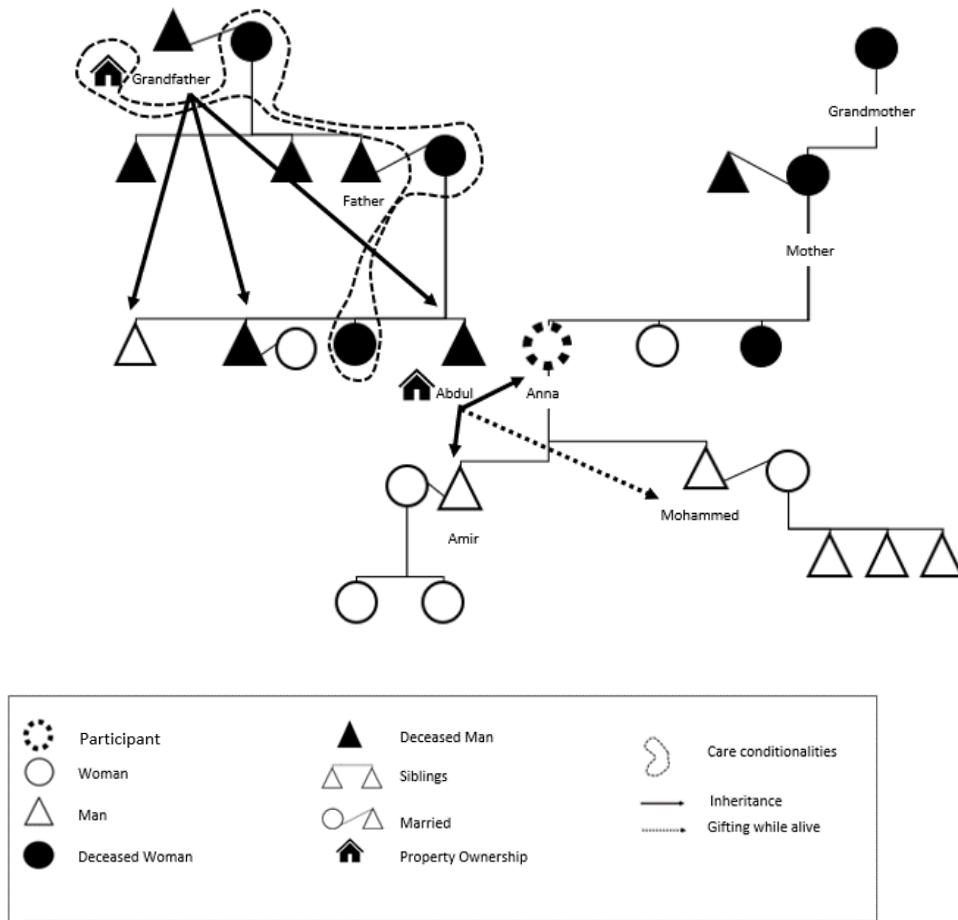 Grandfather
Grandmother
Father
Mother
Abdul
Anna
Mohammed
Amir
Participant
Woman
Man
Deceased Woman
Deceased Man
Siblings
Married
Property Ownership
Care conditionalities
Inheritance
Gifting while alive